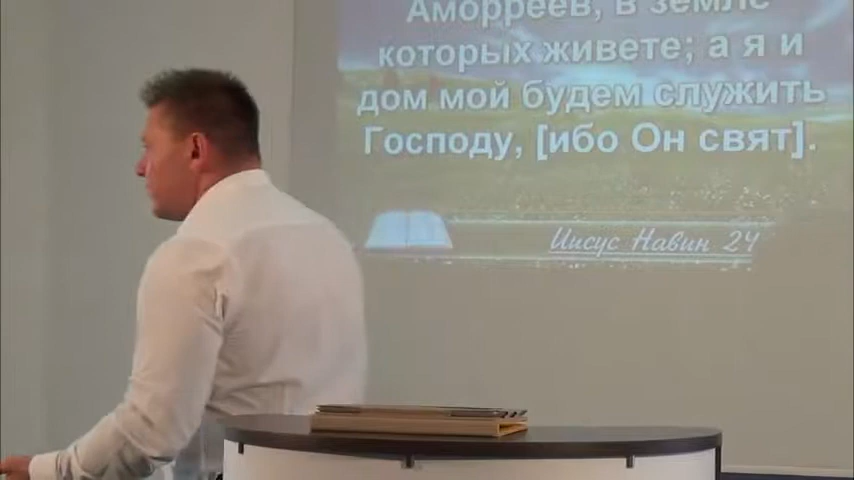 Аморреев, в земле
которых живете; а я и
дом мой будем служить
Господу, [ибо Он свят].
Иисус Навин 24